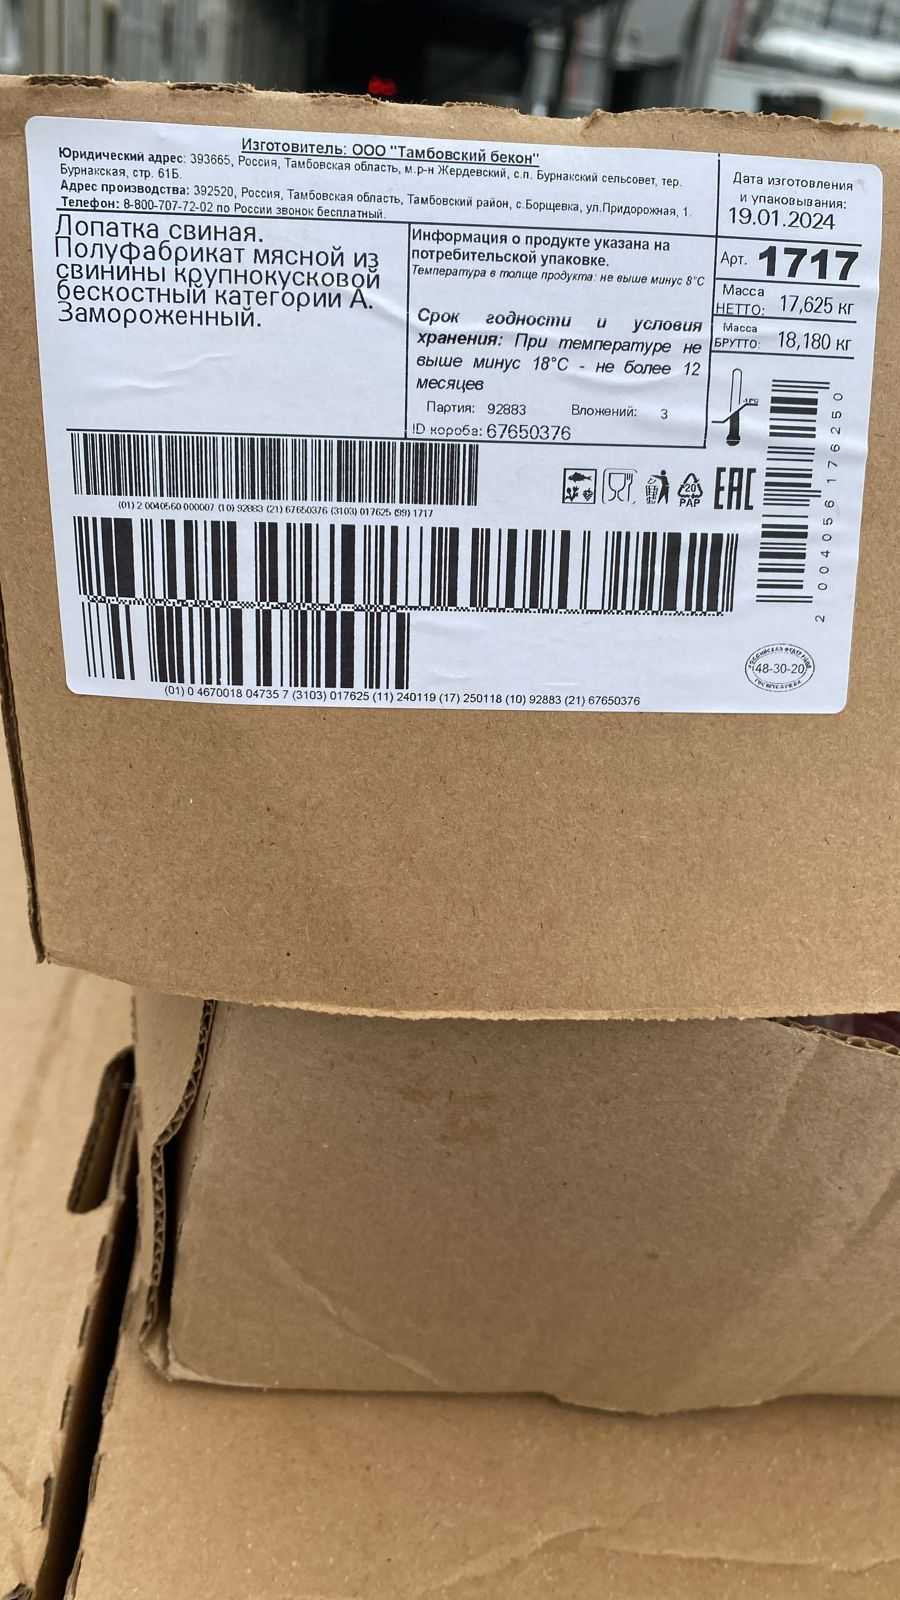 Изготовитель: ООО "Тамбовский бекон"
Юридический адрес: 393665, Россия, Тамбовская область, м.р-н Жердевский, с.п. Бурнакский сельсовет, тер.
Бурнакская, стр. 61Б.
Адрес производства: 392520, Россия, Тамбовская область, Тамбовский район, с.Борщевка, ул.Придорожная, 1.
Телефон: 8-800-707-72-02 по России звонок бесплатный.
Дата изготовления
и упаковывания:
19.01.2024
Лопатка свиная.
Полуфабрикат мясной из
свинины крупнокусковой
бескостный категории А.
Замороженный.
Информация о продукте указана на
потребительской упаковке.
Температура в толще продукта: не выше минус 8°С
Срок годности и условия
хранения: При температуре не
выше минус 18°С - не более 12
месяцев
Партия: 92883 Вложений: 3
ID короба: 67650376
Арт. 1717
Масса
НЕТТО: 17,625 кг
Масса
БРУТТО: 18,180 кг
20
PAP
EAC
2 004056 176250
(01) 2 0040560 000007 (10) 92883 (21) 67650376 (3103) 017625 (99) 1717
(01) 0 4670018 04735 7 (3103) 017625 (11) 240119 (17) 250118 (10) 92883 (21) 67650376
48-30-20